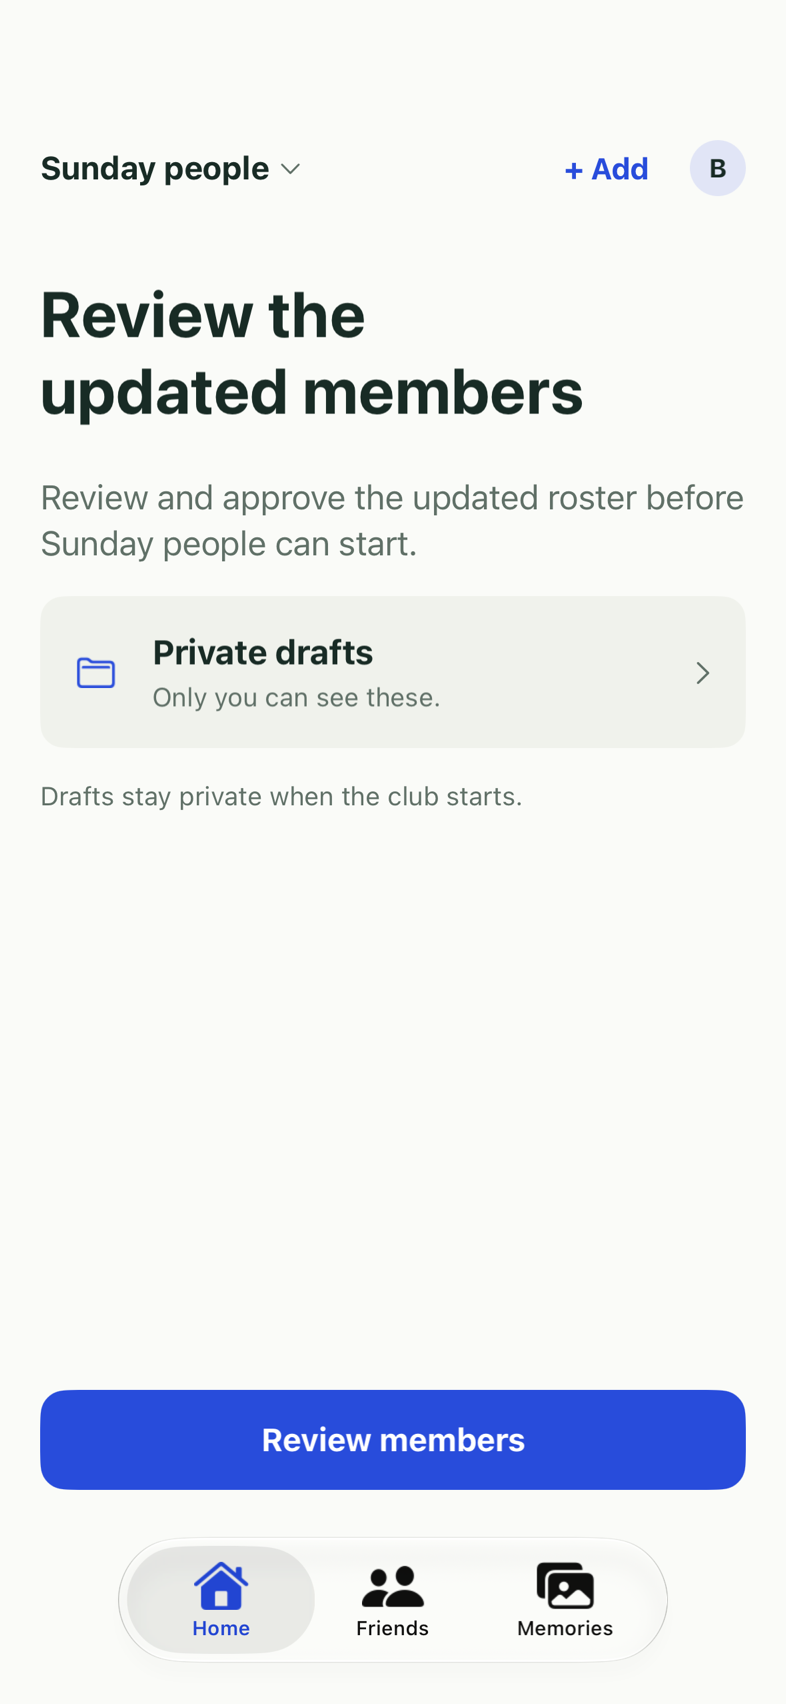 Sunday people
+ Add
B
Review the
updated members
Review and approve the updated roster before
Sunday people can start.
Private drafts
Only you can see these.
Drafts stay private when the club starts.
Review members
Home
Friends
Memories